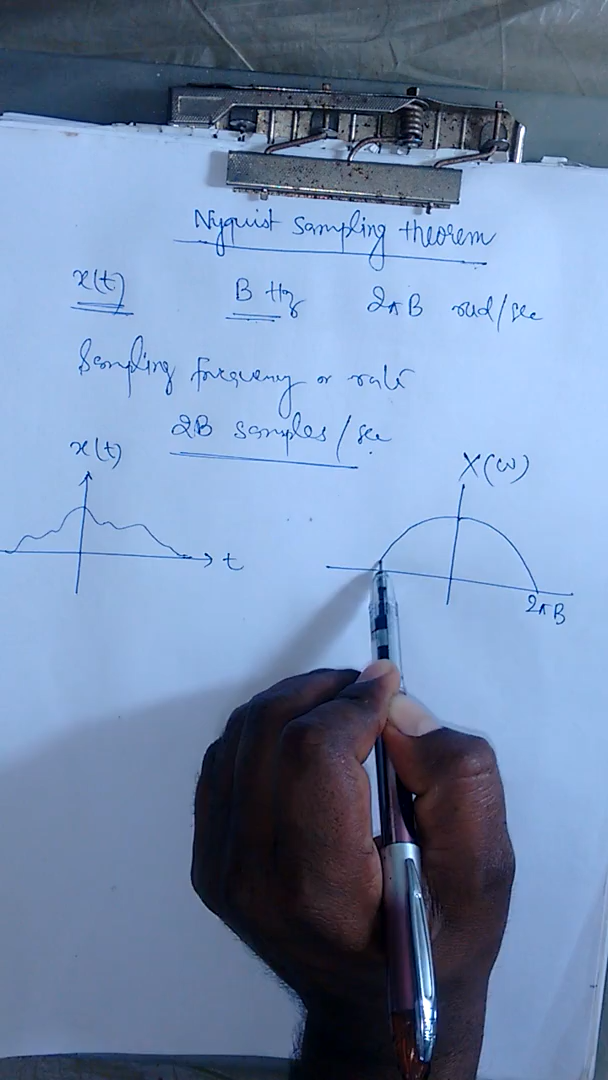 Nyquist Sampling theorem
x(t) B Hz 2πB rad/sec
Sampling frequency or rate
2B samples/sec
x(t)
X(ω)
t
2πB